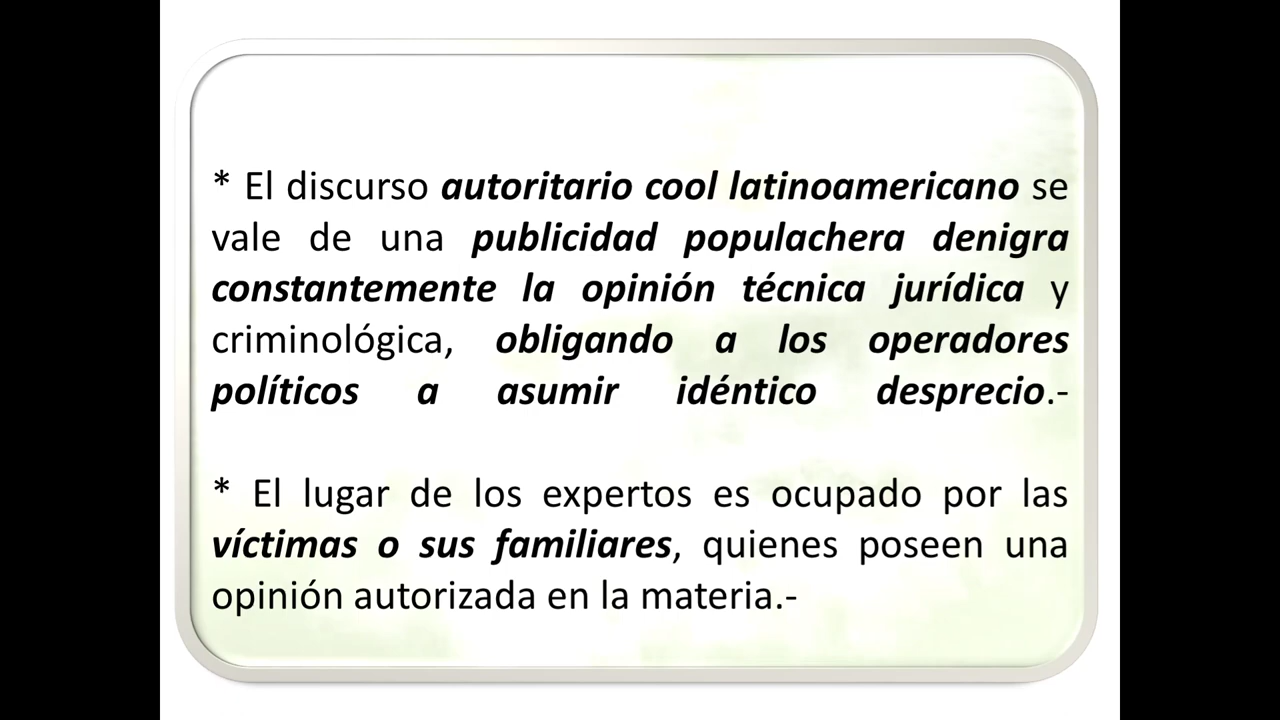 * El discurso autoritario cool latinoamericano se
vale de una publicidad populachera denigra
constantemente la opinión técnica jurídica y
criminológica, obligando a los operadores
políticos a asumir idéntico desprecio.-
* El lugar de los expertos es ocupado por las
víctimas o sus familiares, quienes poseen una
opinión autorizada en la materia.-